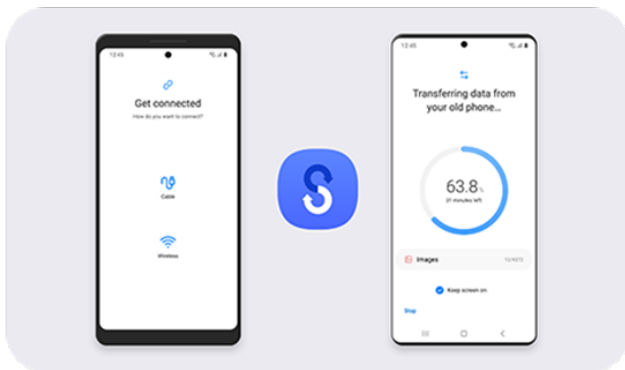 12:45
Get connected
How do you want to connect?
Cable
Wireless
12:45
Transferring data from
your old phone...
63.8%
31 minutes left
Images
Keep screen on
Stop